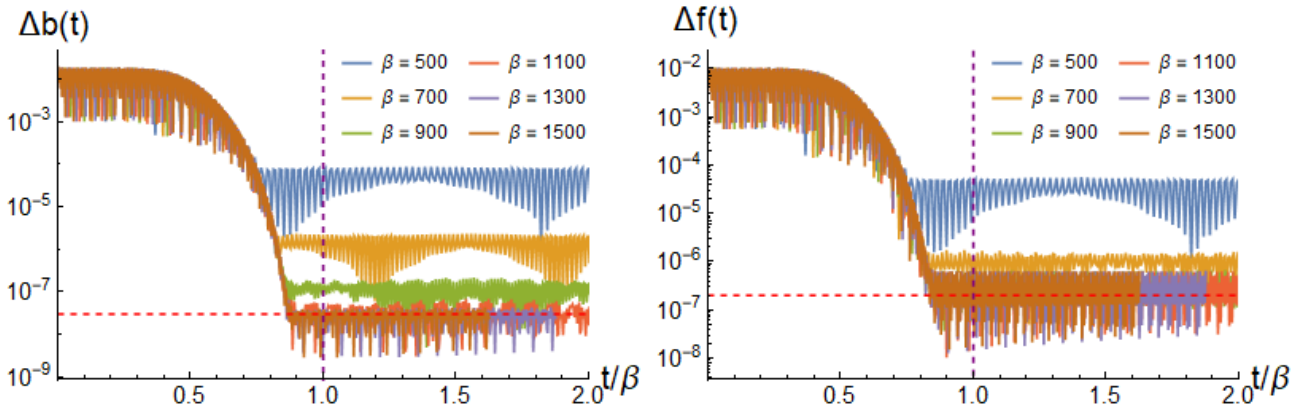 Δb(t)
β = 500
β = 1100
β = 700
β = 1300
β = 900
β = 1500
10⁻³
10⁻⁵
10⁻⁷
10⁻⁹
0.5
1.0
1.5
2.0
t/β
Δf(t)
β = 500
β = 1100
β = 700
β = 1300
β = 900
β = 1500
10⁻²
10⁻³
10⁻⁴
10⁻⁵
10⁻⁶
10⁻⁷
10⁻⁸
0.5
1.0
1.5
2.0
t/β